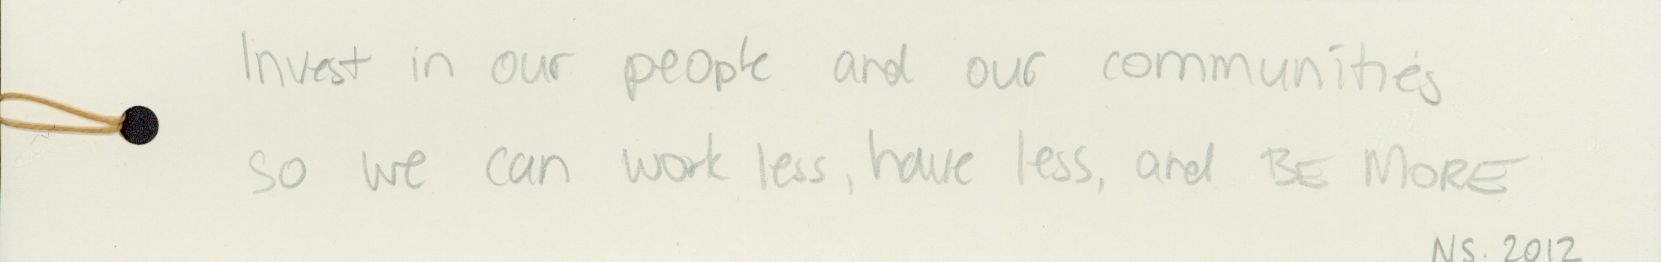 Invest in our people and our communities
so we can work less, have less, and BE MORE
NS. 2012